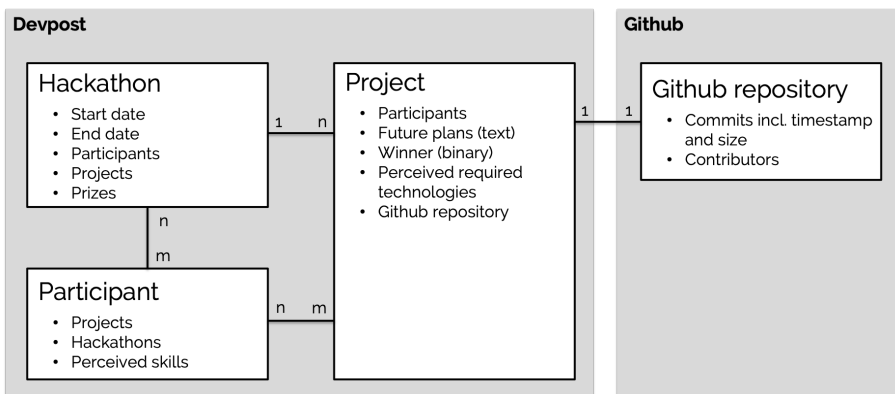 Devpost
Hackathon
• Start date
• End date
• Participants
• Projects
• Prizes
1 n
Project
• Participants
• Future plans (text)
• Winner (binary)
• Perceived required
technologies
• Github repository
1 1
Github
Github repository
• Commits incl. timestamp
and size
• Contributors
n
m
Participant
• Projects
• Hackathons
• Perceived skills
n m